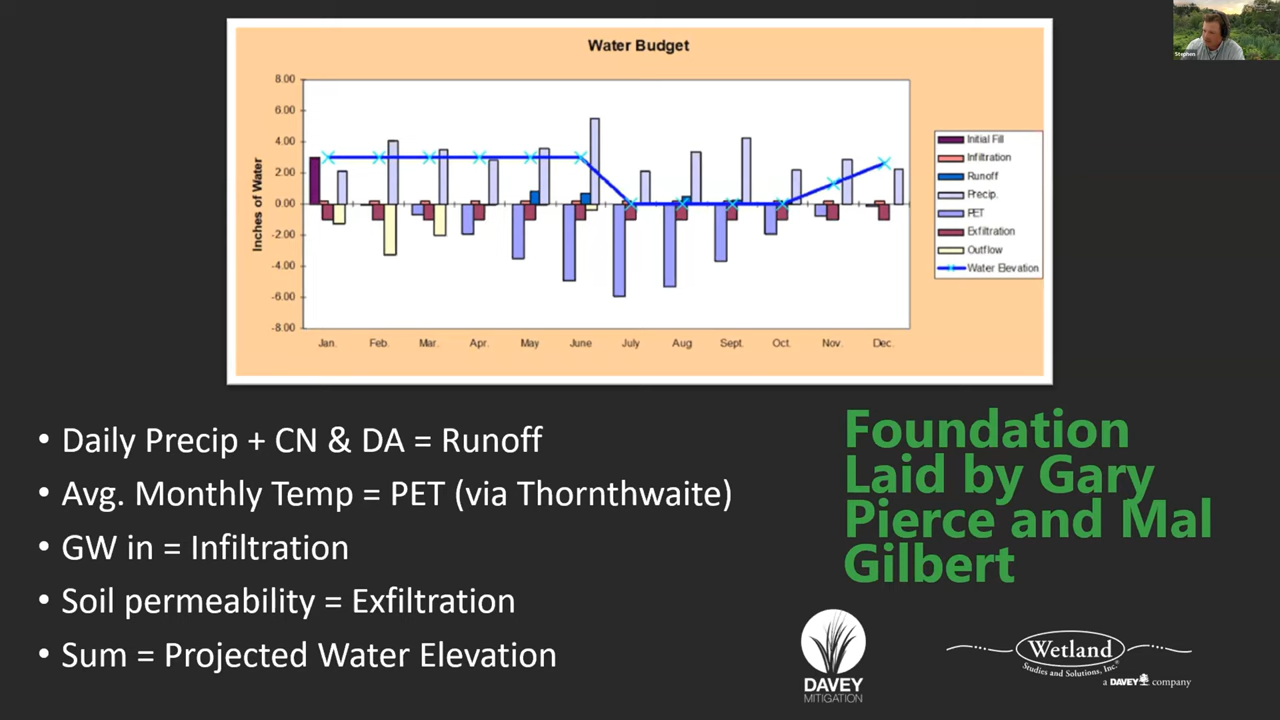 Stephen
Water Budget
8.00
6.00
4.00
2.00
0.00
-2.00
-4.00
-6.00
-8.00
Inches of Water
Jan.
Feb.
Mar.
Apr.
May
June
July
Aug
Sept.
Oct.
Nov.
Dec.
Initial Fill
Infiltration
Runoff
Precip.
PET
Exfiltration
Outflow
Water Elevation
• Daily Precip + CN & DA = Runoff
• Avg. Monthly Temp = PET (via Thornthwaite)
• GW in = Infiltration
• Soil permeability = Exfiltration
• Sum = Projected Water Elevation
Foundation
Laid by Gary
Pierce and Mal
Gilbert
DAVEY
MITIGATION
Wetland
Studies and Solutions, Inc.®
a DAVEY company